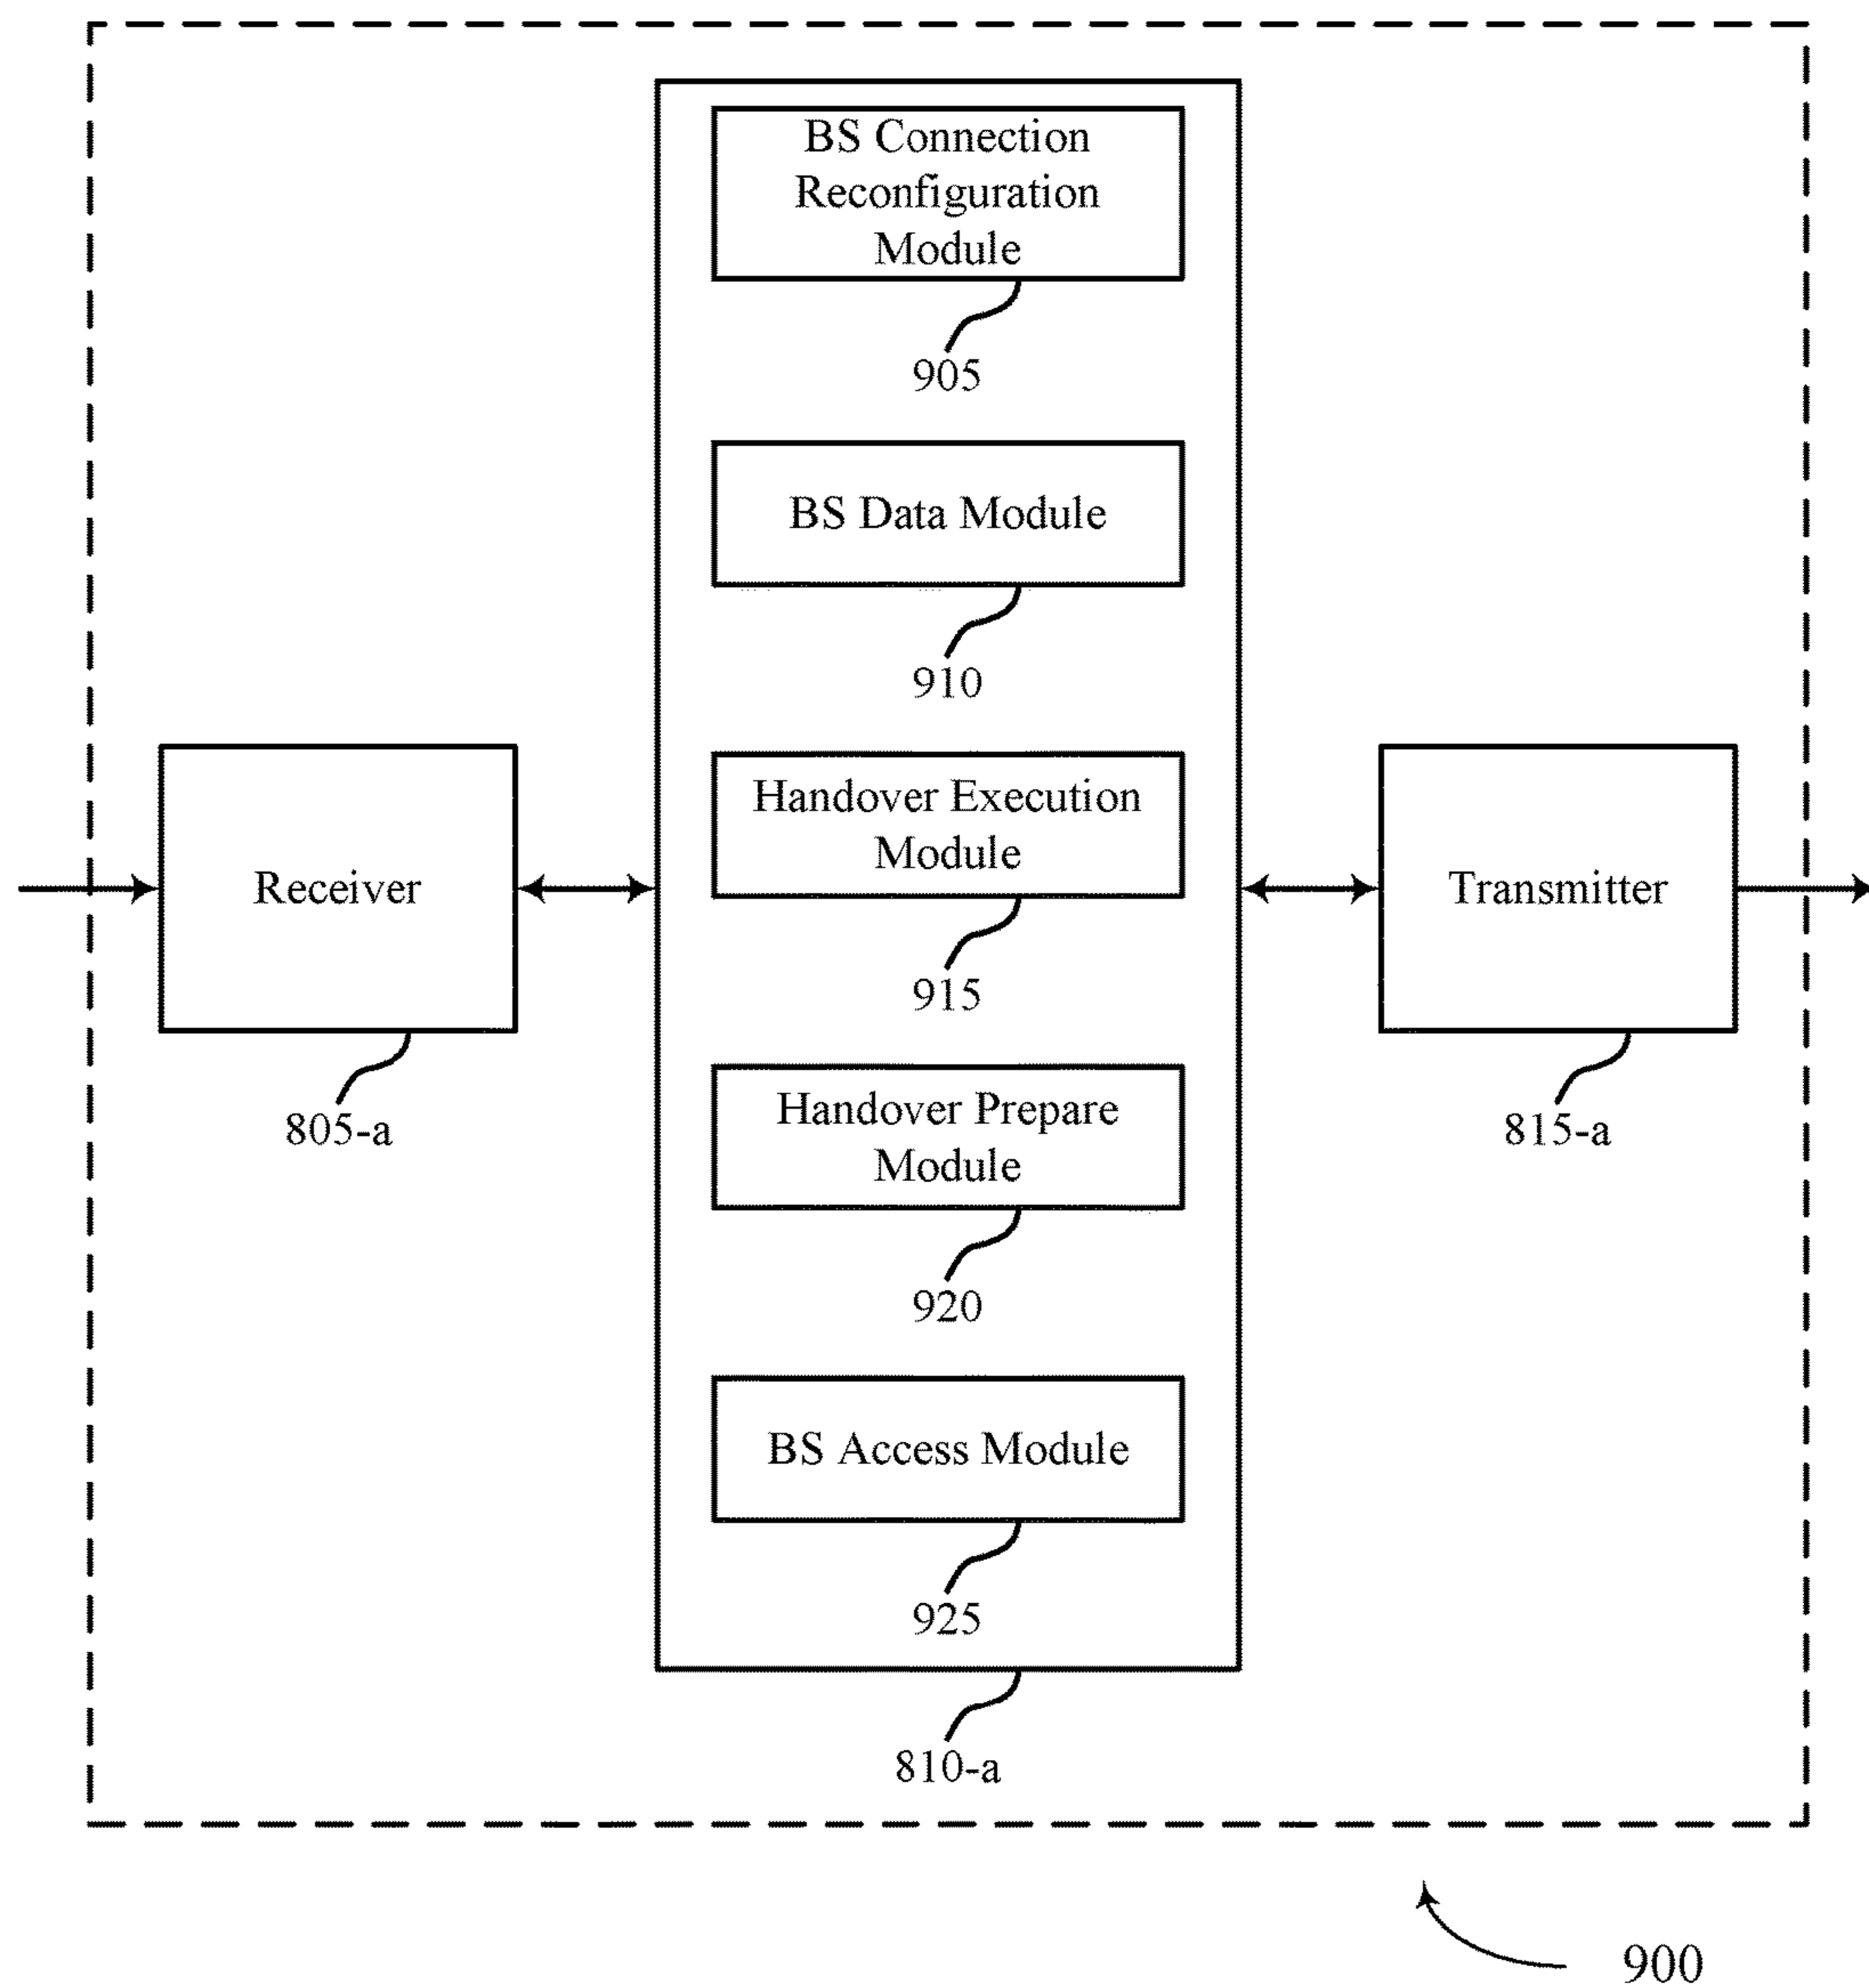 BS Connection
Reconfiguration
Module
905
BS Data Module
910
Handover Execution
Module
915
Receiver
805-a
Transmitter
815-a
Handover Prepare
Module
920
BS Access Module
925
810-a
900